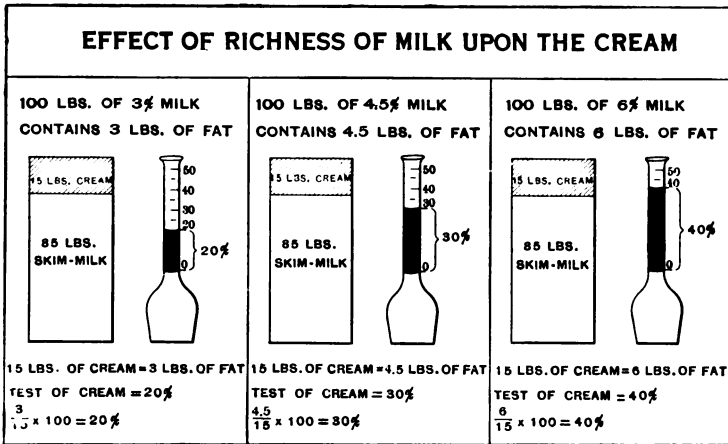 EFFECT OF RICHNESS OF MILK UPON THE CREAM
100 LBS. OF 3% MILK
CONTAINS 3 LBS. OF FAT
15 LBS. CREAM
85 LBS.
SKIM-MILK
50
40
30
20
0
20%
15 LBS. OF CREAM = 3 LBS. OF FAT
TEST OF CREAM = 20%
3/15 x 100 = 20%
100 LBS. OF 4.5% MILK
CONTAINS 4.5 LBS. OF FAT
15 LBS. CREAM
85 LBS.
SKIM-MILK
50
40
30
0
30%
15 LBS. OF CREAM = 4.5 LBS. OF FAT
TEST OF CREAM = 30%
4.5/15 x 100 = 30%
100 LBS. OF 6% MILK
CONTAINS 6 LBS. OF FAT
15 LBS. CREAM
85 LBS.
SKIM-MILK
50
40
0
40%
15 LBS. OF CREAM = 6 LBS. OF FAT
TEST OF CREAM = 40%
6/15 x 100 = 40%